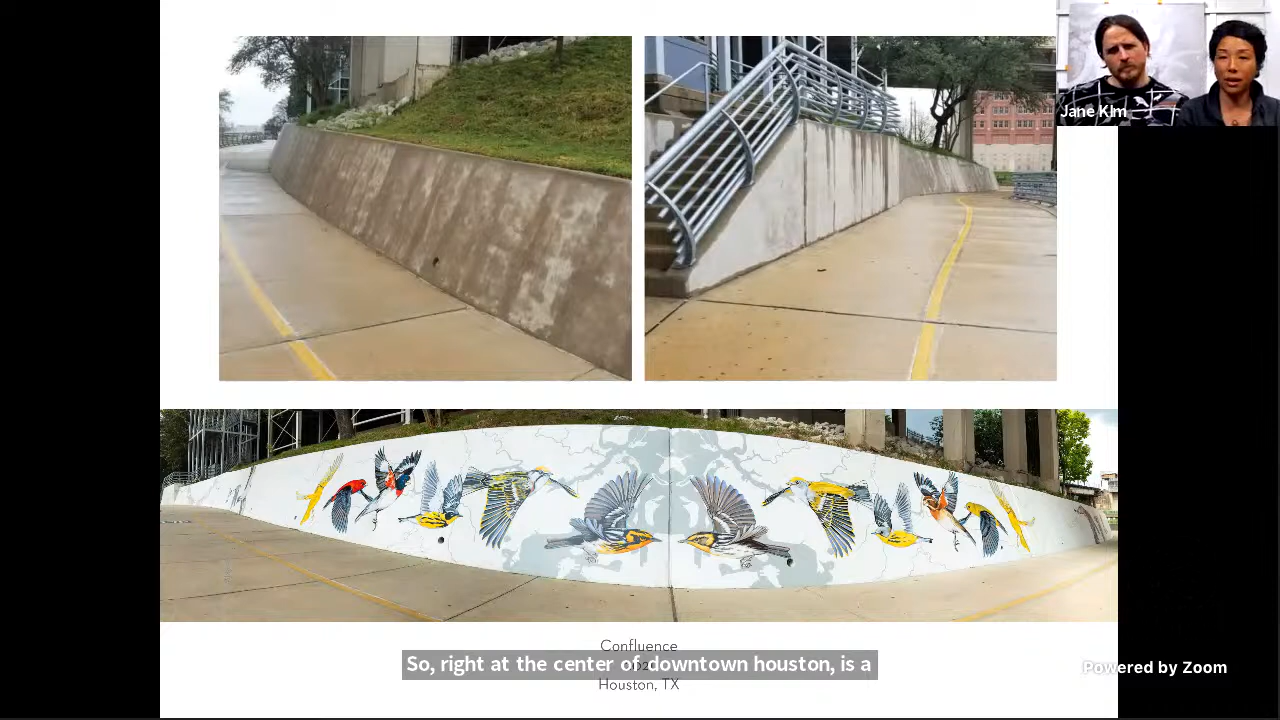 Jane KIm
Confluence
So, right at the center of downtown houston, is a
Houston, TX
Powered by Zoom